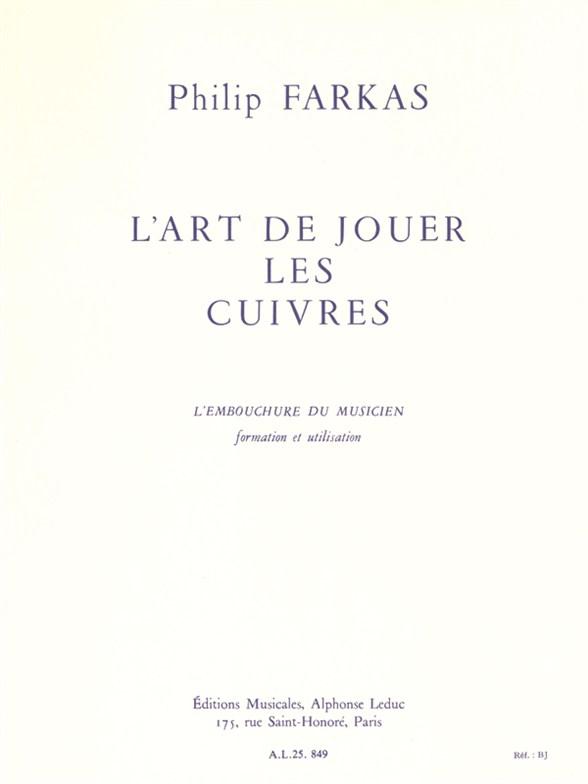 Philip FARKAS
L'ART DE JOUER
LES
CUIVRES
L'EMBOUCHURE DU MUSICIEN
formation et utilisation
Éditions Musicales, Alphonse Leduc
175, rue Saint-Honoré, Paris
A.L.25. 849
Réf. : BJ